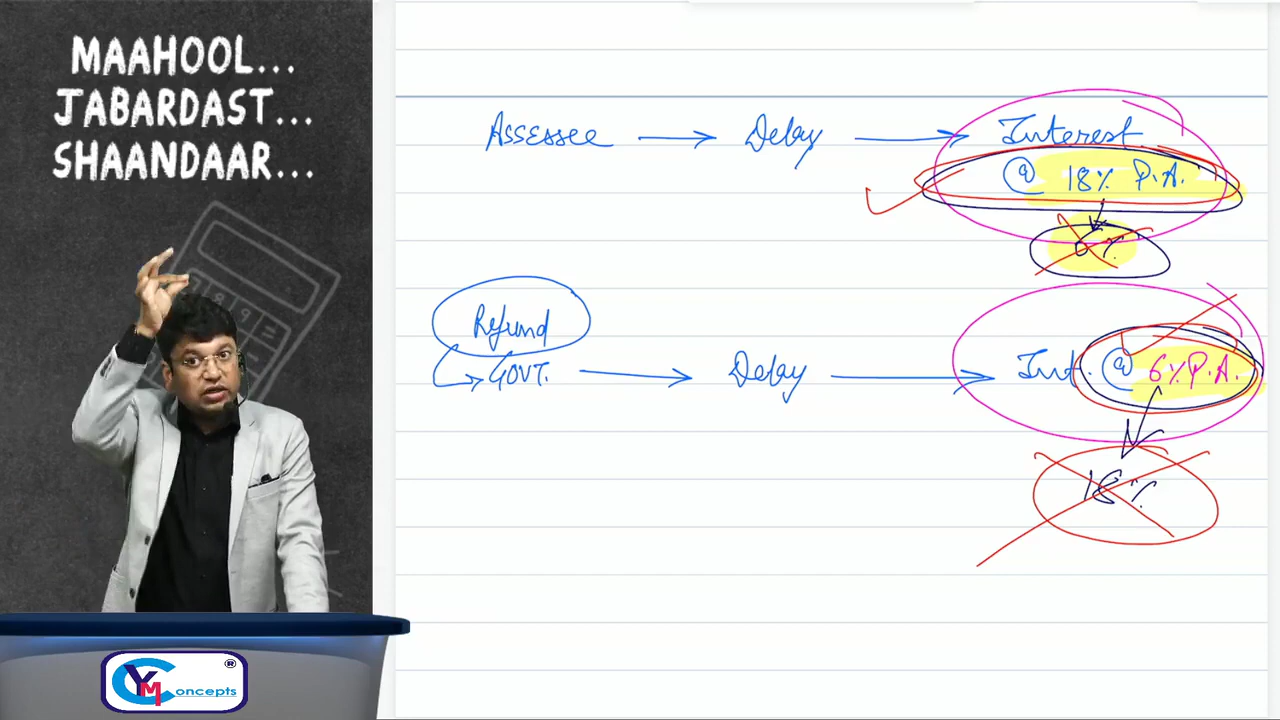 MAAHOOL...
JABARDAST...
SHAANDAAR...
Assessee → Delay → Interest
@ 18% P.A.
6%
Refund
GOVT. → Delay → Int. @ 6% P.A.
18%
YM Concepts ®